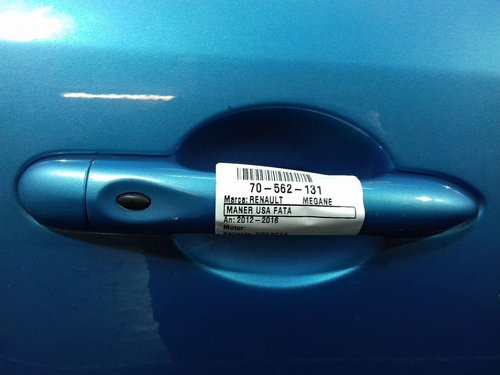 70-562-131
Marca: RENAULT MEGANE
MANER USA FATA
An: 2012-2016
Motor: